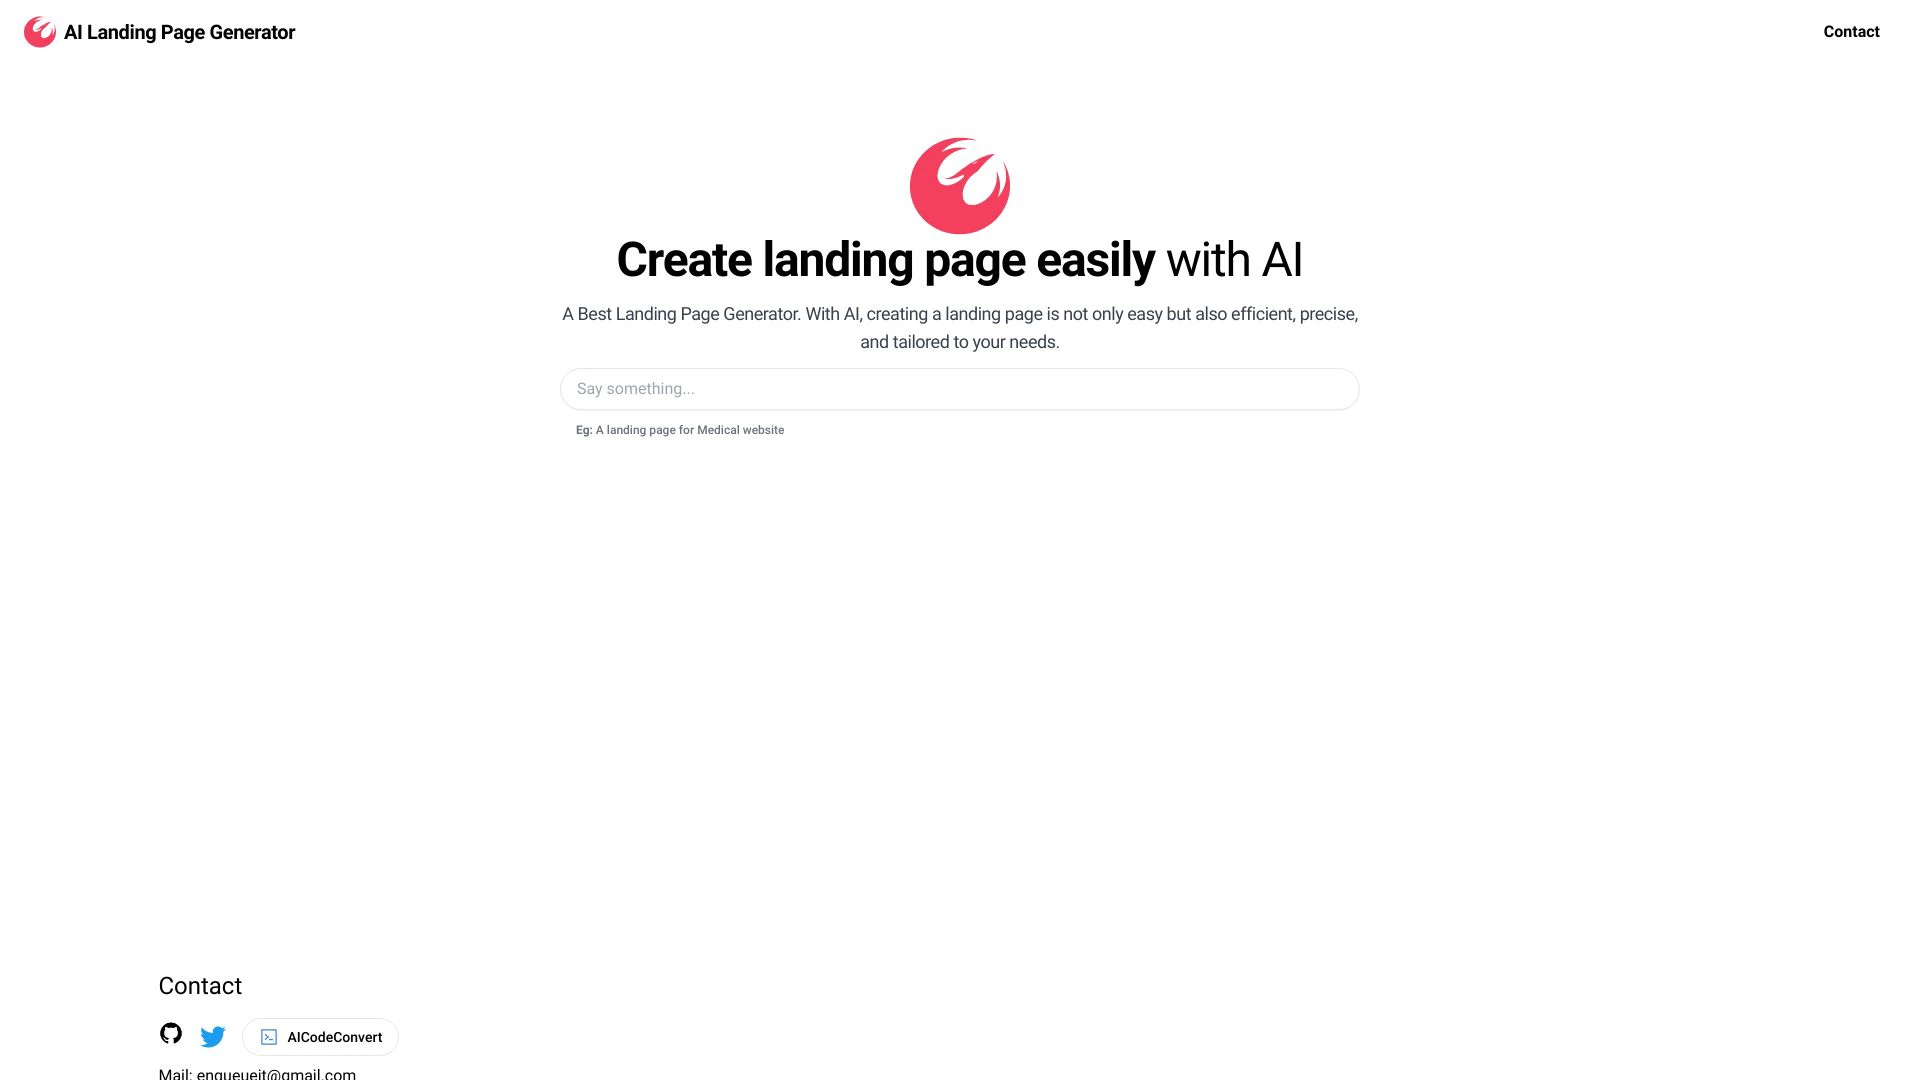 AI Landing Page Generator
Contact
Create landing page easily with AI
A Best Landing Page Generator. With AI, creating a landing page is not only easy but also efficient, precise,
and tailored to your needs.
Say something...
Eg: A landing page for Medical website
Contact
AICodeConvert
Mail: enqueueit@gmail.com